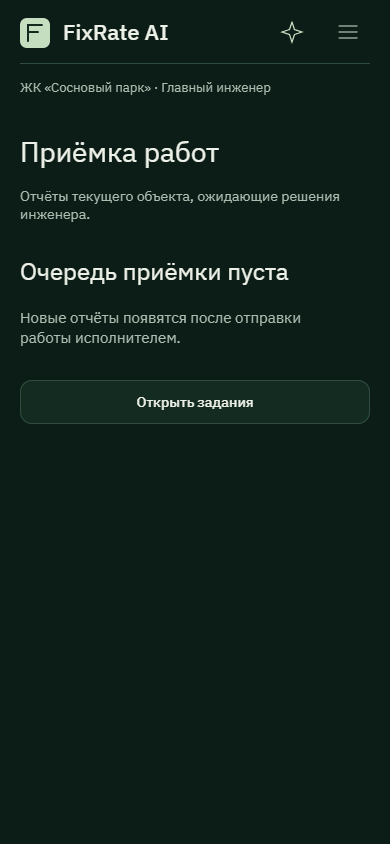 FixRate AI
ЖК «Сосновый парк» · Главный инженер
Приёмка работ
Отчёты текущего объекта, ожидающие решения
инженера.
Очередь приёмки пуста
Новые отчёты появятся после отправки
работы исполнителем.
Открыть задания